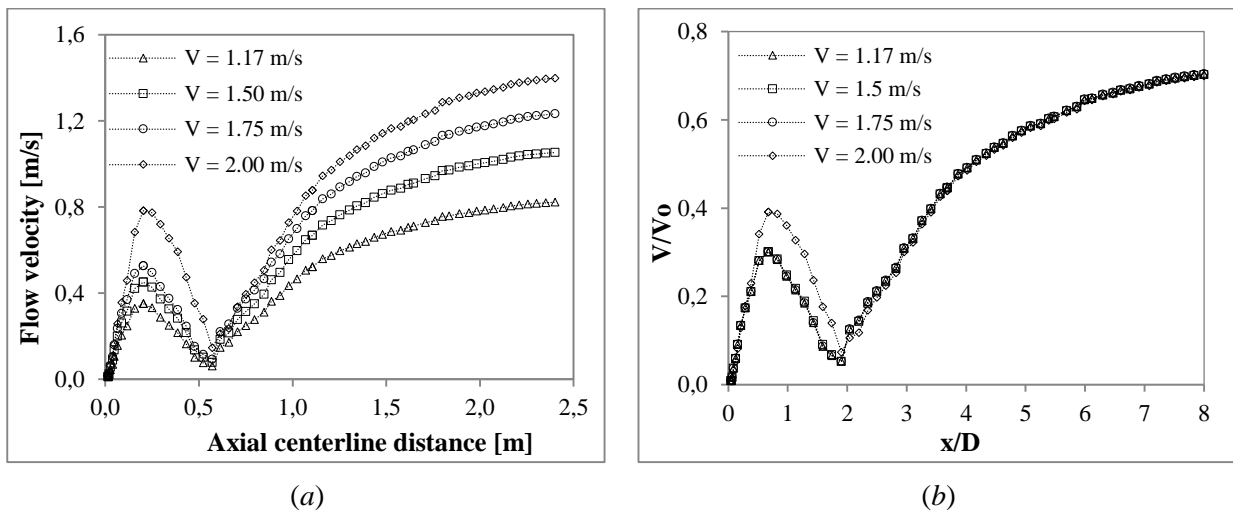 1,6
1,2
0,8
0,4
0,0
Flow velocity [m/s]
V = 1.17 m/s
V = 1.50 m/s
V = 1.75 m/s
V = 2.00 m/s
0,0 0,5 1,0 1,5 2,0 2,5
Axial centerline distance [m]
(a)
0,8
0,6
0,4
0,2
0,0
V/Vo
V = 1.17 m/s
V = 1.5 m/s
V = 1.75 m/s
V = 2.00 m/s
0 1 2 3 4 5 6 7 8
x/D
(b)